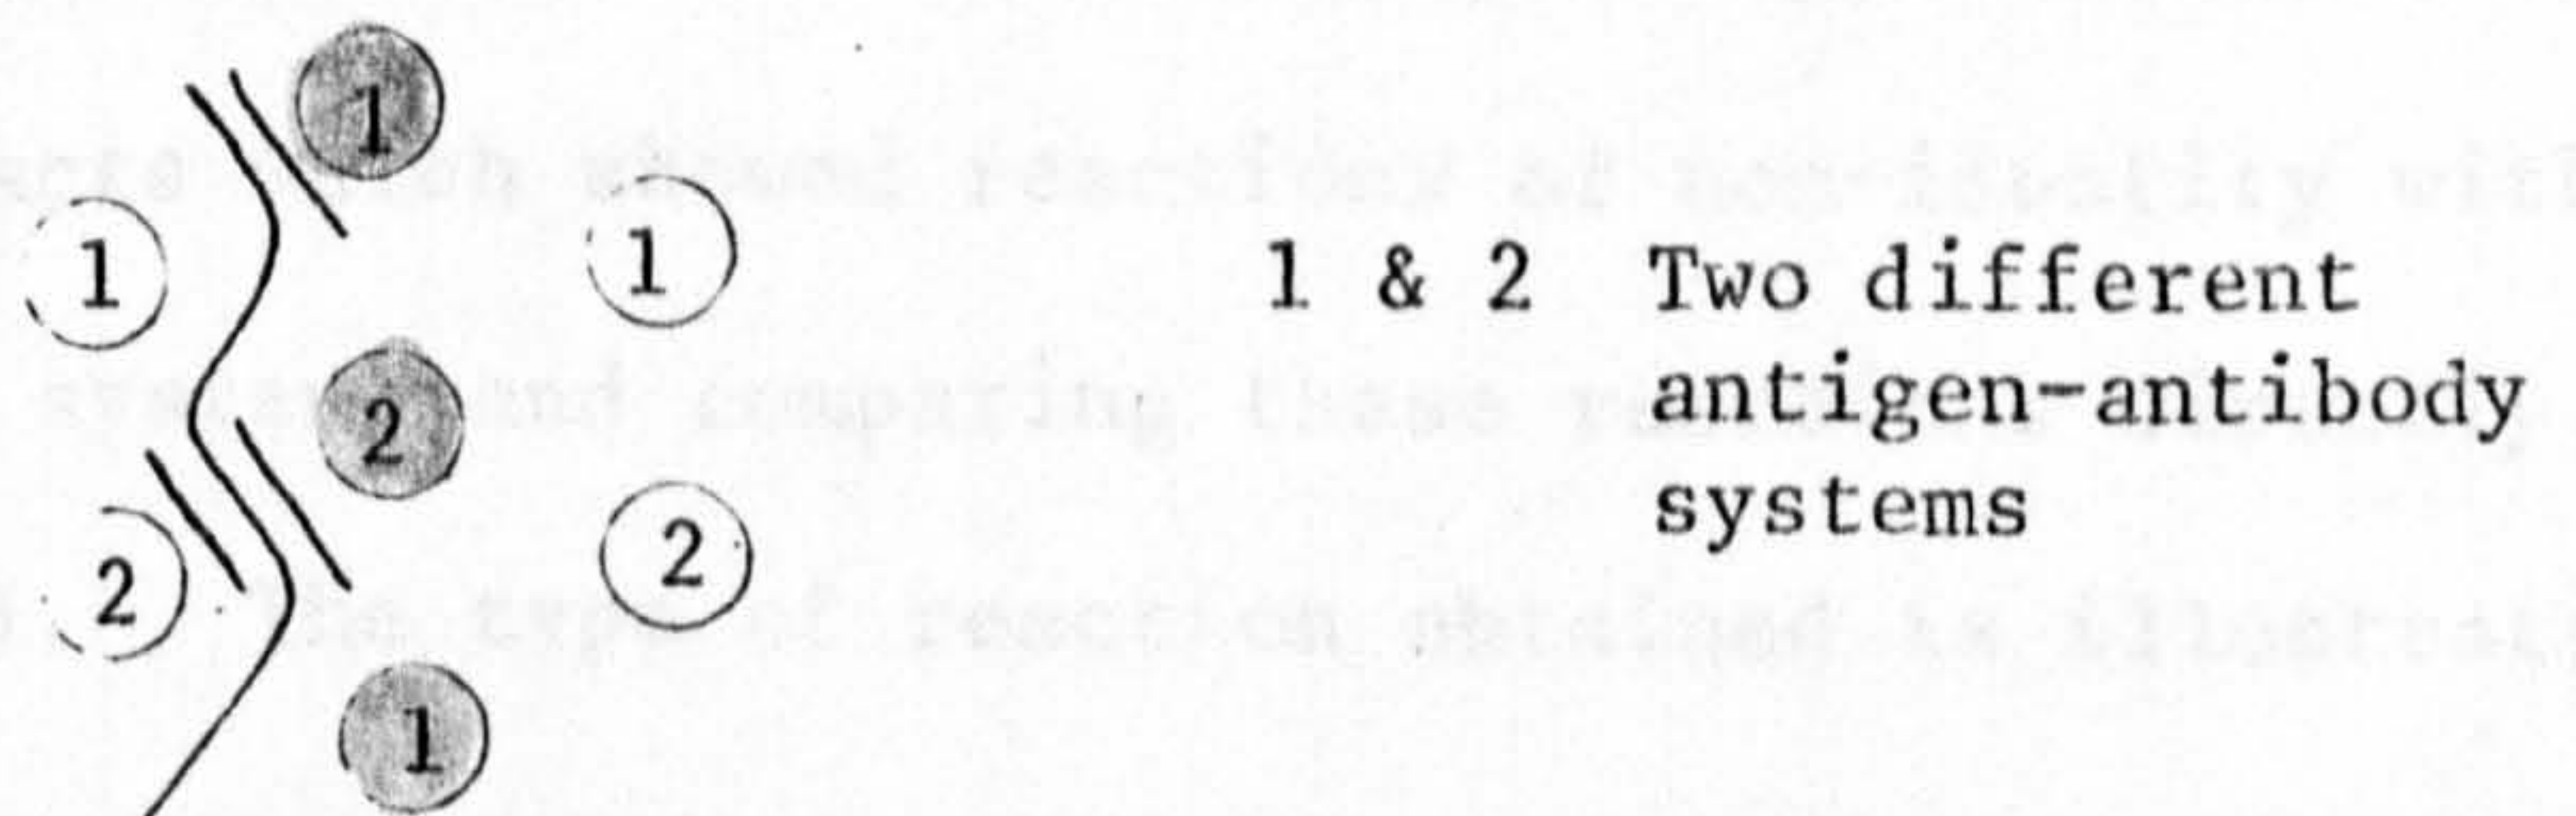 1
1 1
1 & 2 Two different
antigen-antibody
2
systems
2 2
1